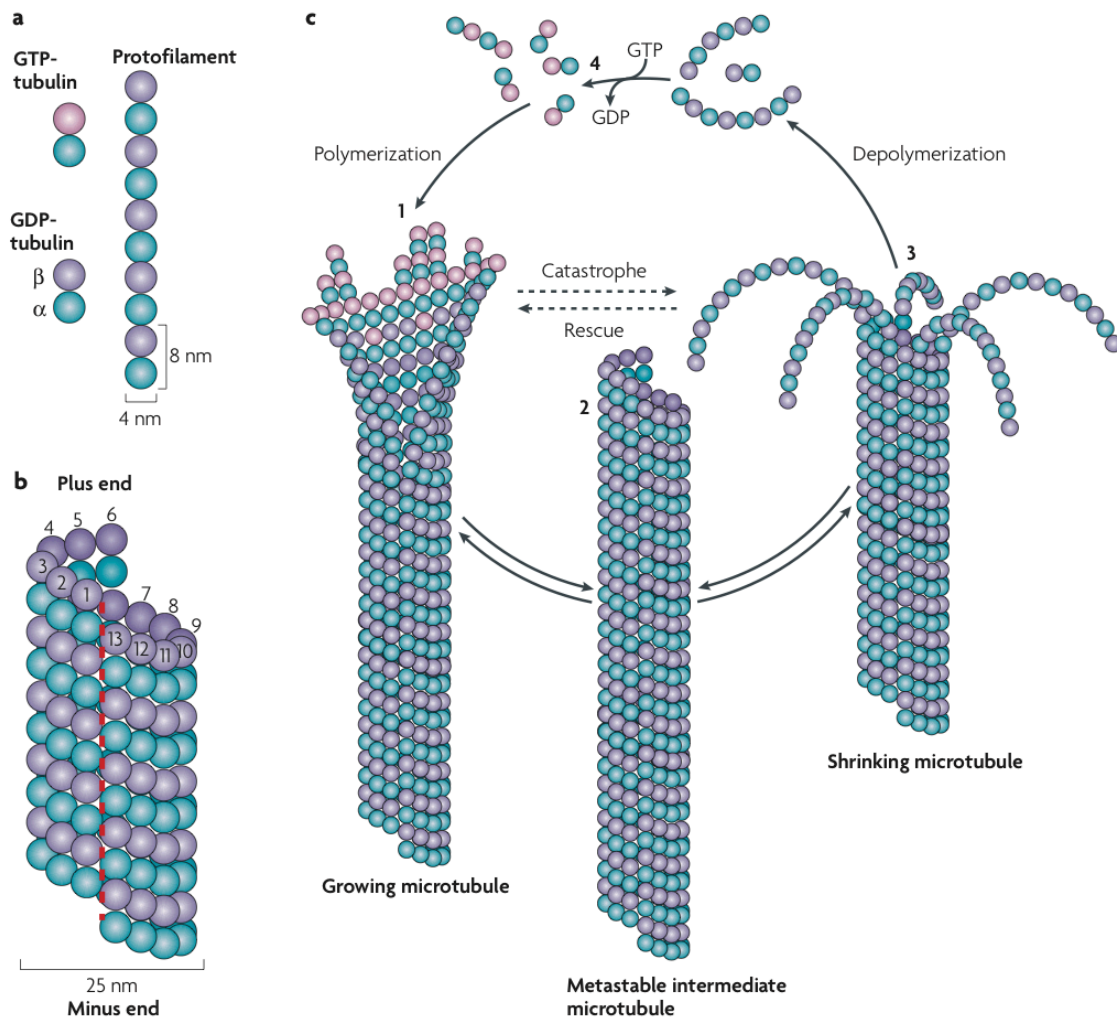 a
GTP-
tubulin
Protofilament
GDP-
tubulin
β
α
8 nm
4 nm
b
Plus end
4
5
6
3
2
1
7
8
9
13
12
11
10
25 nm
Minus end
c
4
GTP
GDP
Polymerization
Depolymerization
1
3
Catastrophe
Rescue
2
Growing microtubule
Shrinking microtubule
Metastable intermediate
microtubule